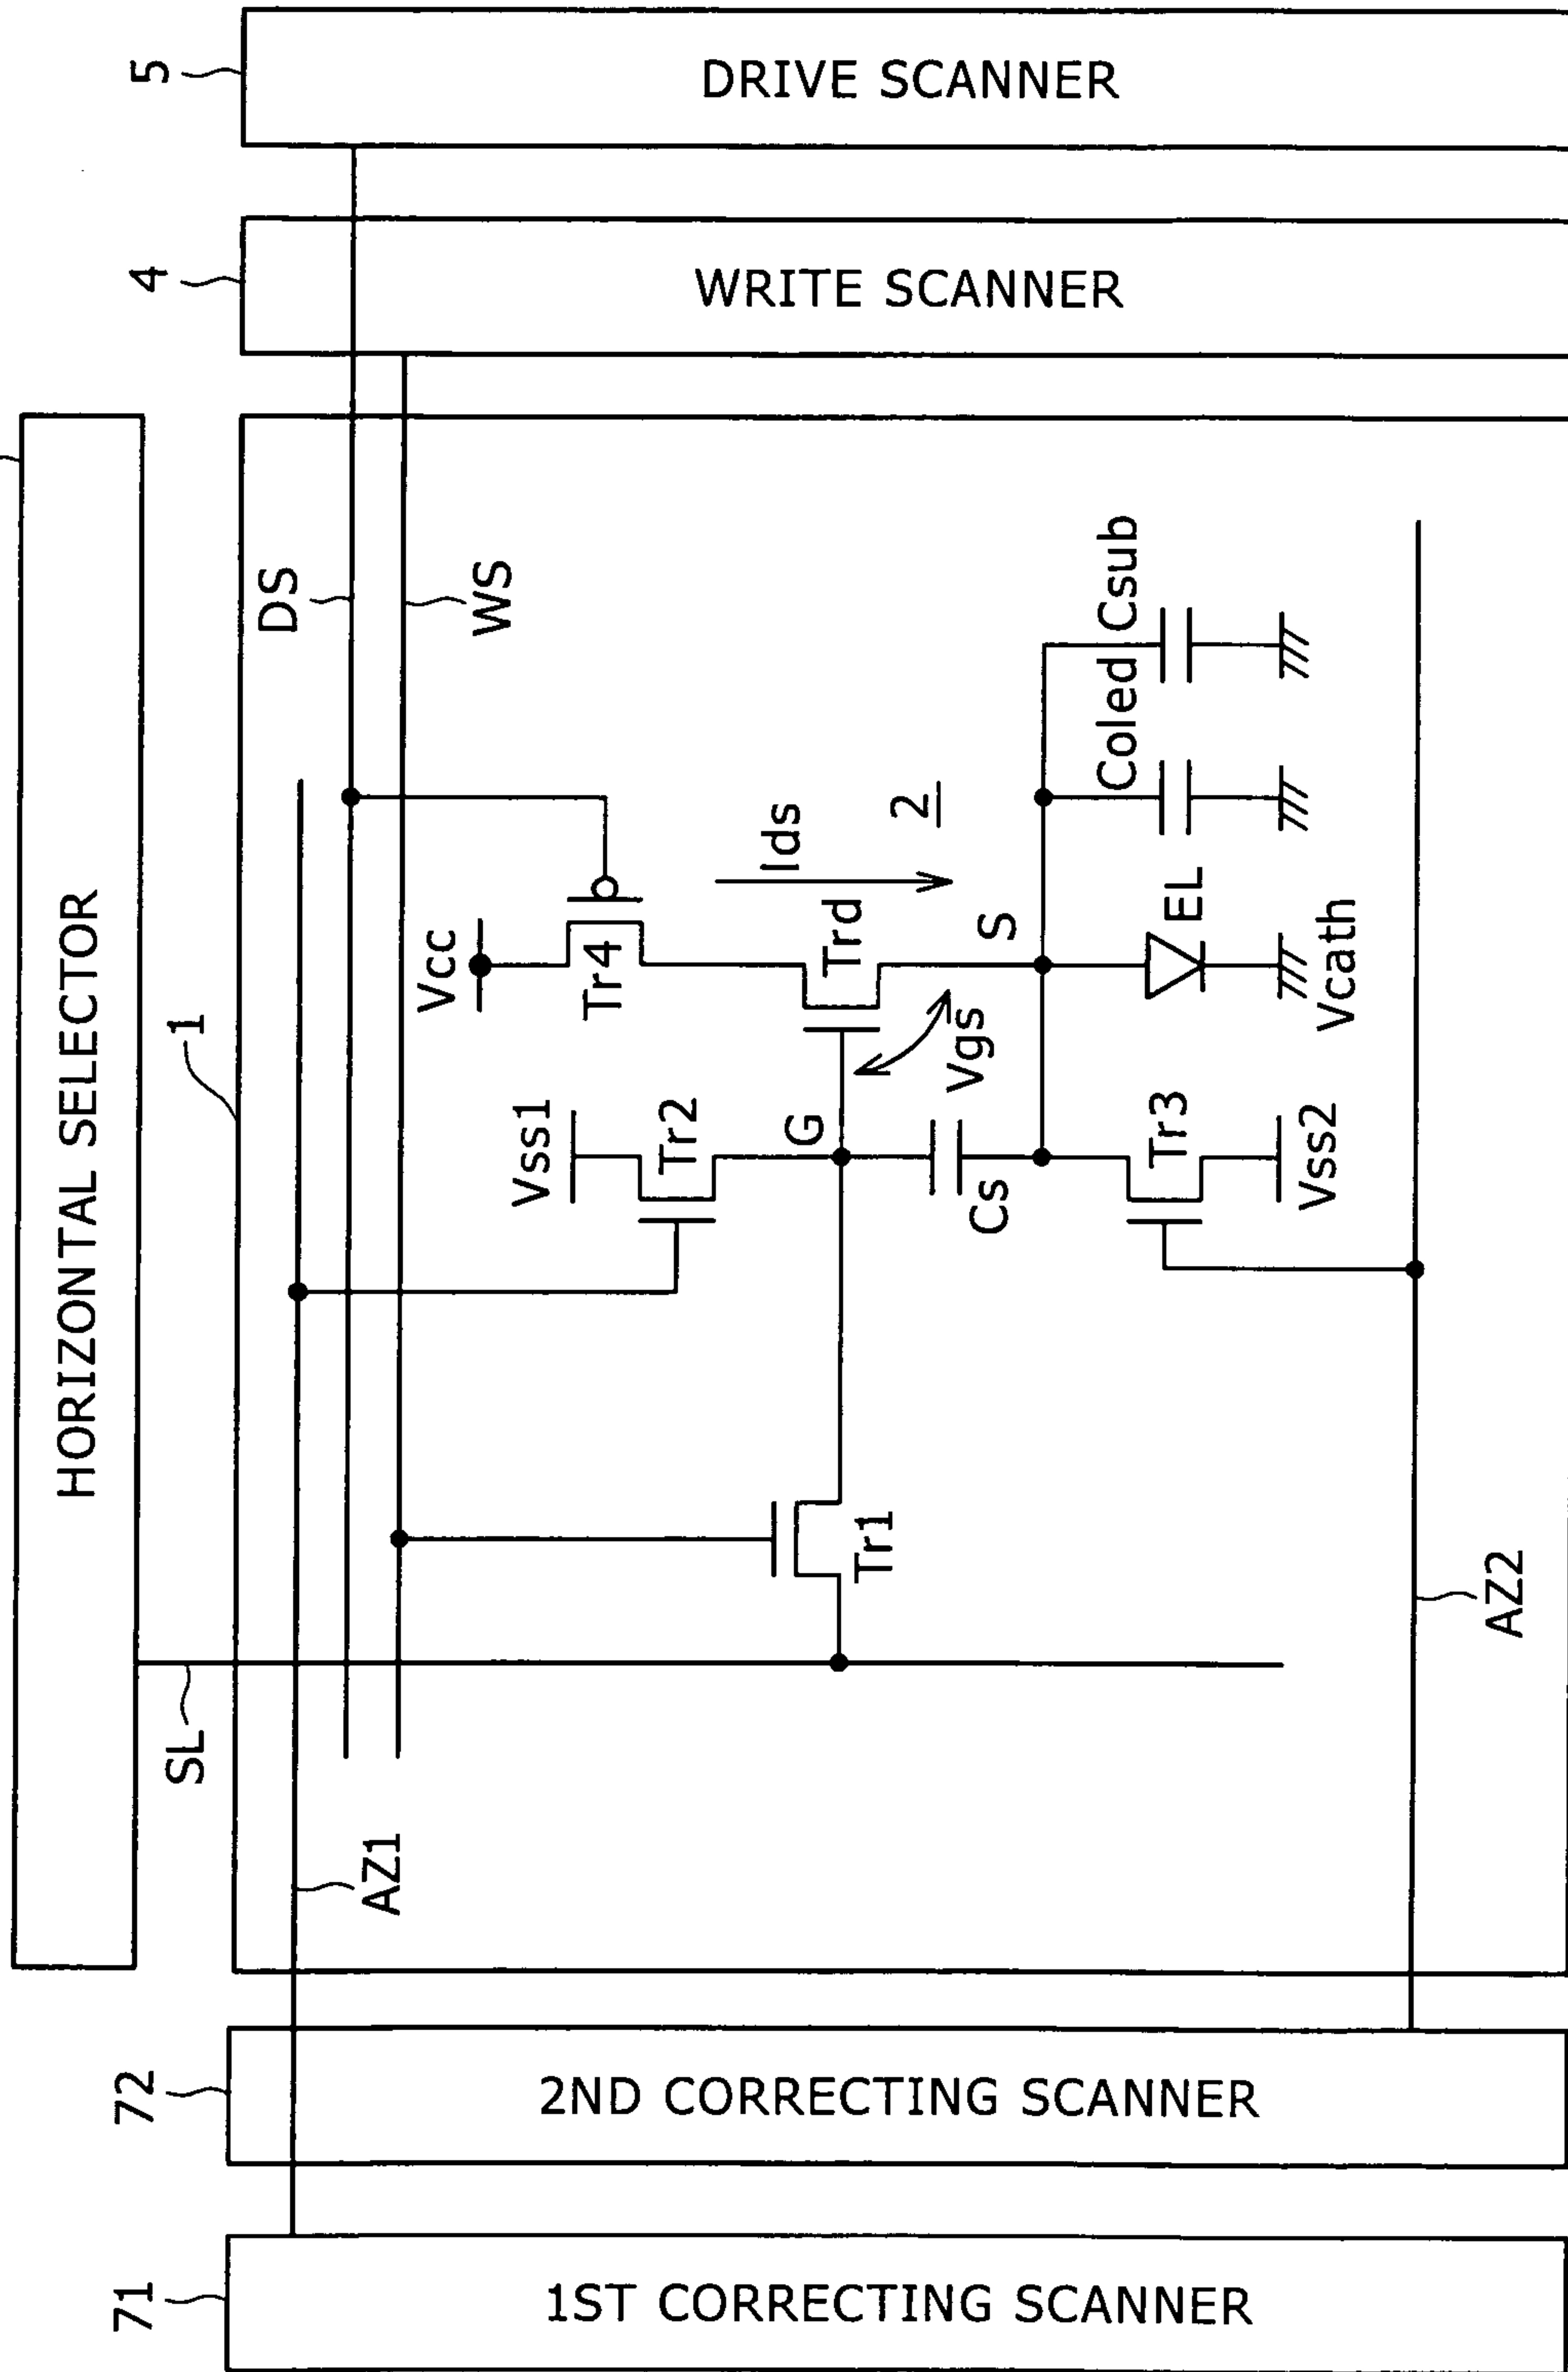 HORIZONTAL SELECTOR
5
DRIVE SCANNER
4
WRITE SCANNER
1
SL
DS
WS
AZ1
Vcc
Vss1
Tr4
Tr2
Ids
2
Trd
G
Vgs
S
Tr1
Cs
Coled Csub
EL
Tr3
Vcath
Vss2
AZ2
72
2ND CORRECTING SCANNER
71
1ST CORRECTING SCANNER